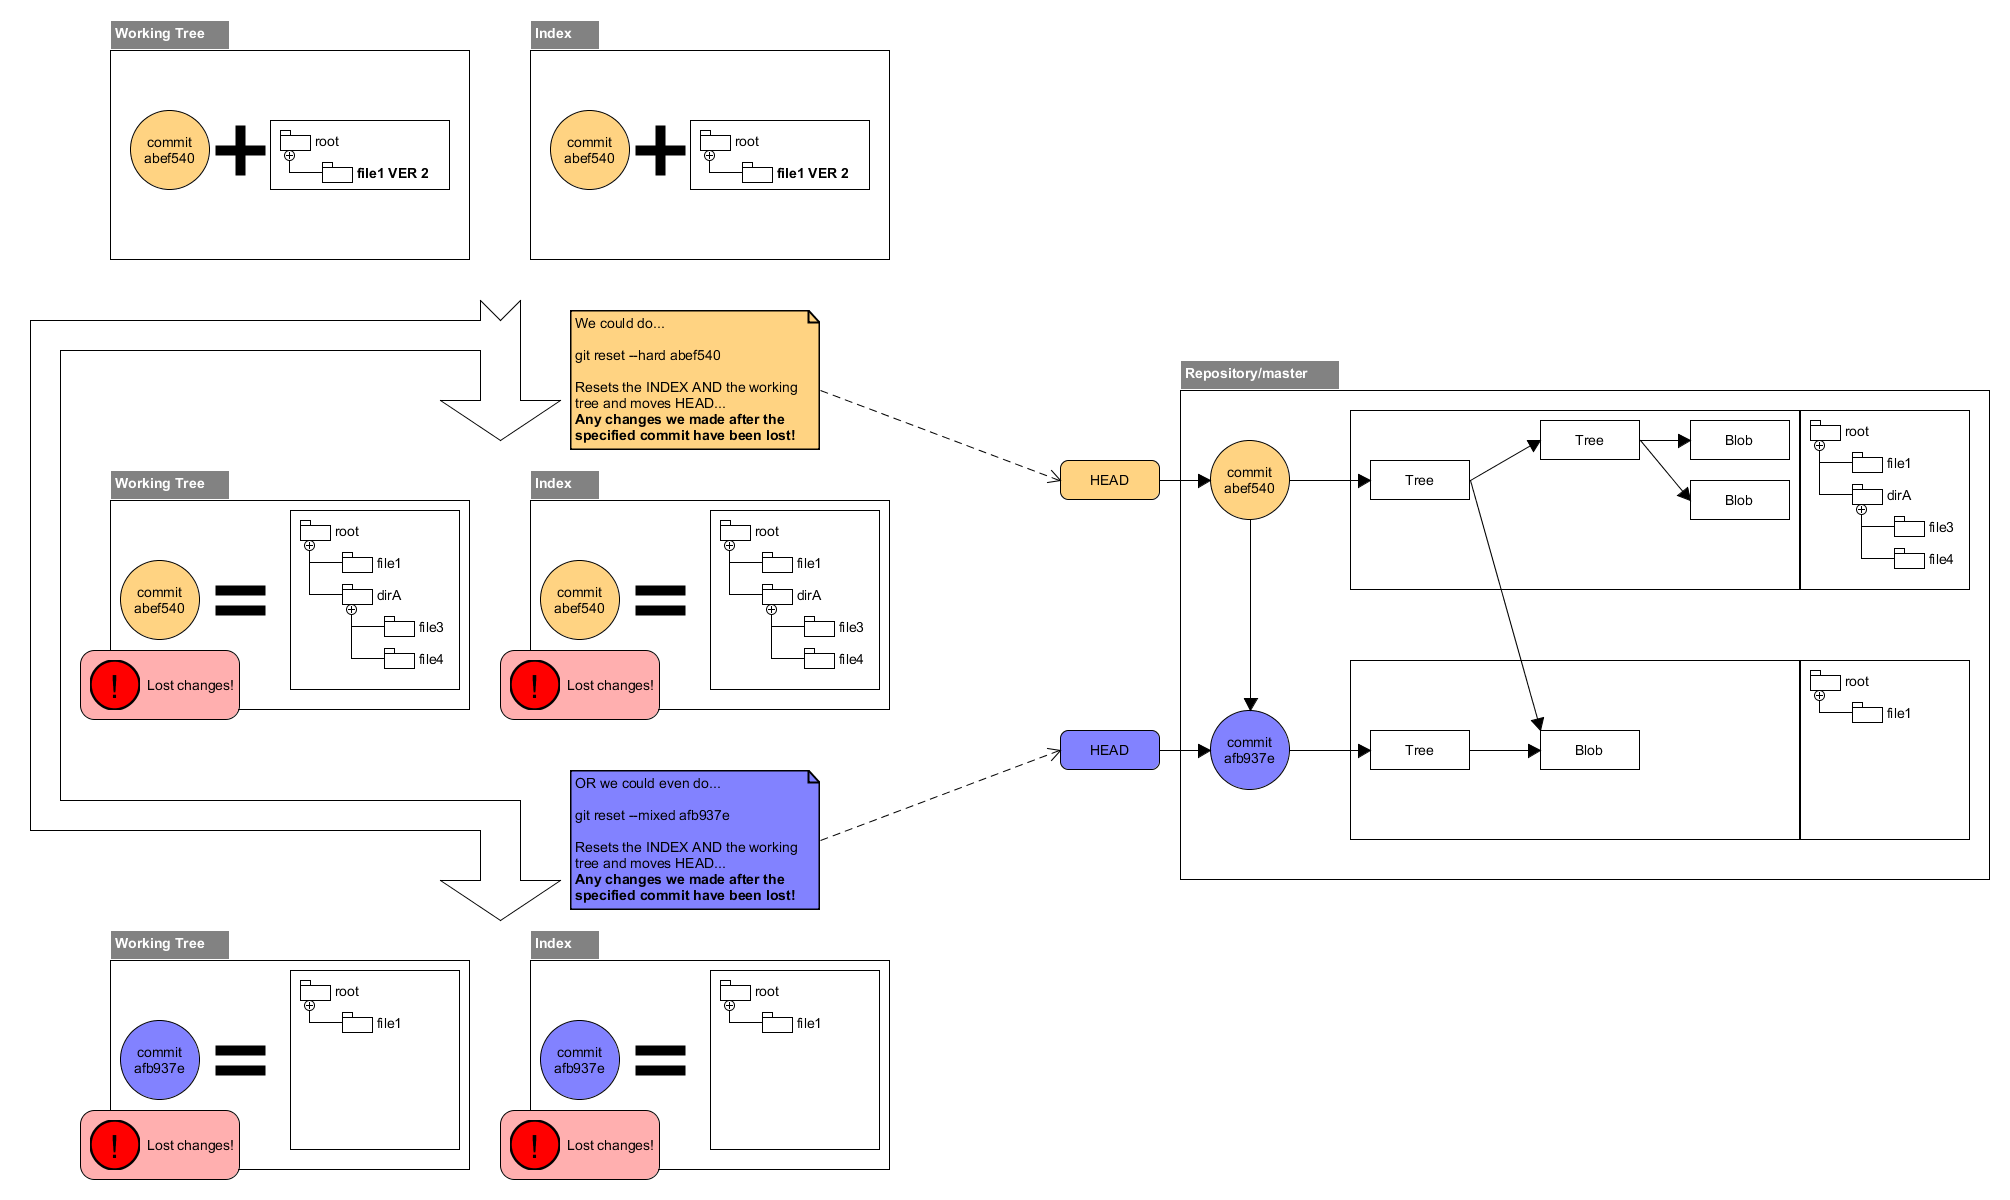 Working Tree
commit
abef540
root
file1 VER 2
Index
commit
abef540
root
file1 VER 2
We could do...
git reset --hard abef540
Resets the INDEX AND the working
tree and moves HEAD...
Any changes we made after the
specified commit have been lost!
Working Tree
commit
abef540
root
file1
dirA
file3
file4
! Lost changes!
Index
commit
abef540
root
file1
dirA
file3
file4
! Lost changes!
HEAD
Repository/master
commit
abef540
Tree
Tree
Blob
Blob
root
file1
dirA
file3
file4
HEAD
commit
afb937e
Tree
Blob
root
file1
OR we could even do...
git reset --mixed afb937e
Resets the INDEX AND the working
tree and moves HEAD...
Any changes we made after the
specified commit have been lost!
Working Tree
commit
afb937e
root
file1
! Lost changes!
Index
commit
afb937e
root
file1
! Lost changes!